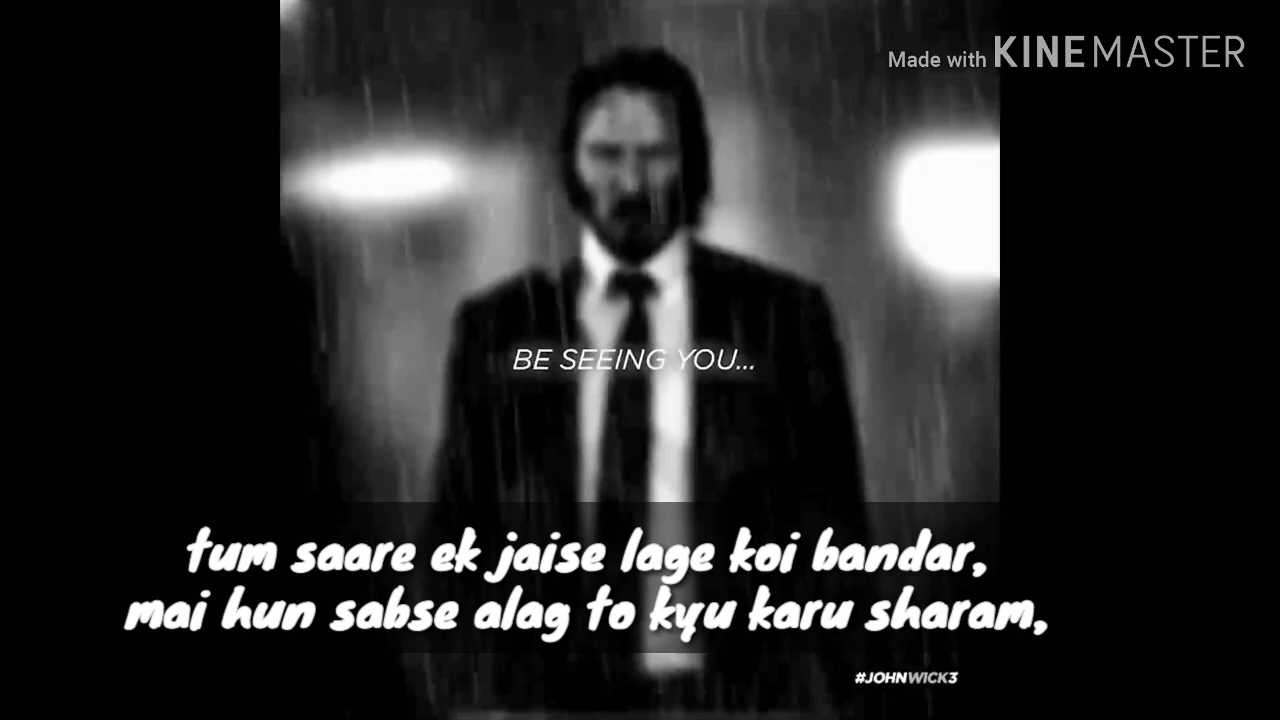 Made with KINEMASTER
BE SEEING YOU...
tum saare ek jaise lage koi bandar,
mai hun sabse alag to kyu karu sharam,
#JOHNWICK3